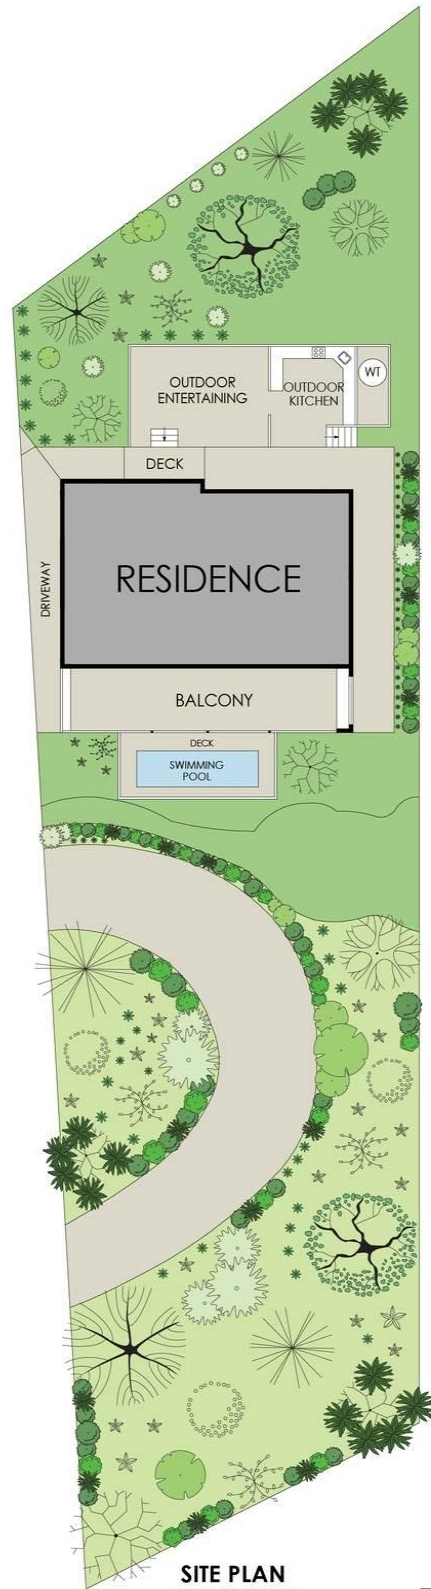 OUTDOOR
ENTERTAINING
OUTDOOR
KITCHEN
WT
DECK
DRIVEWAY
RESIDENCE
BALCONY
DECK
SWIMMING
POOL
SITE PLAN